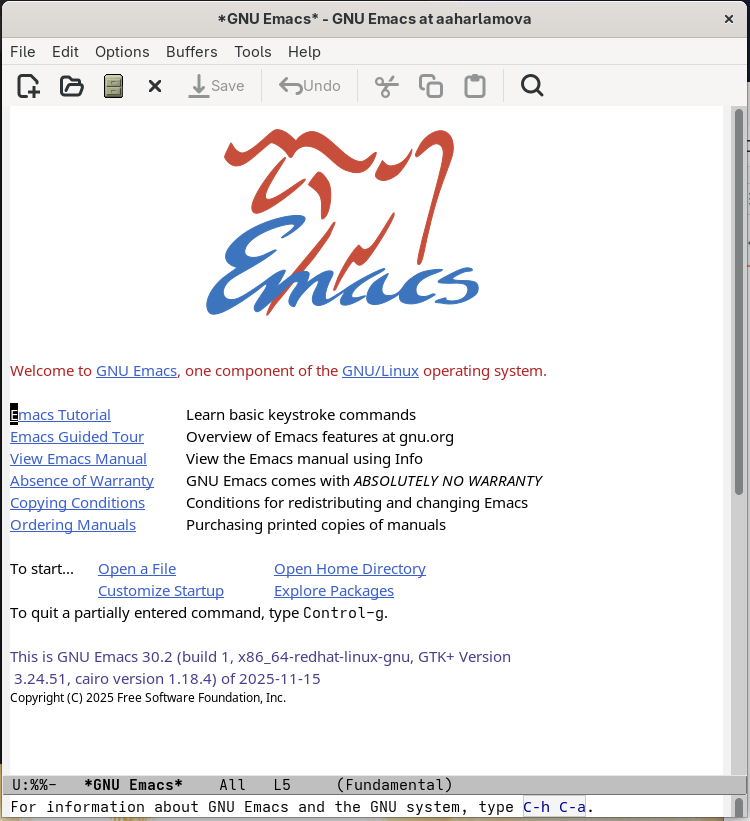 *GNU Emacs* - GNU Emacs at aaharlamova
File Edit Options Buffers Tools Help
Save Undo
Emacs
Welcome to GNU Emacs, one component of the GNU/Linux operating system.
Emacs Tutorial Learn basic keystroke commands
Emacs Guided Tour Overview of Emacs features at gnu.org
View Emacs Manual View the Emacs manual using Info
Absence of Warranty GNU Emacs comes with ABSOLUTELY NO WARRANTY
Copying Conditions Conditions for redistributing and changing Emacs
Ordering Manuals Purchasing printed copies of manuals
To start... Open a File Open Home Directory
Customize Startup Explore Packages
To quit a partially entered command, type Control-g.
This is GNU Emacs 30.2 (build 1, x86_64-redhat-linux-gnu, GTK+ Version
3.24.51, cairo version 1.18.4) of 2025-11-15
Copyright (C) 2025 Free Software Foundation, Inc.
U:%%- *GNU Emacs* All L5 (Fundamental)
For information about GNU Emacs and the GNU system, type C-h C-a.